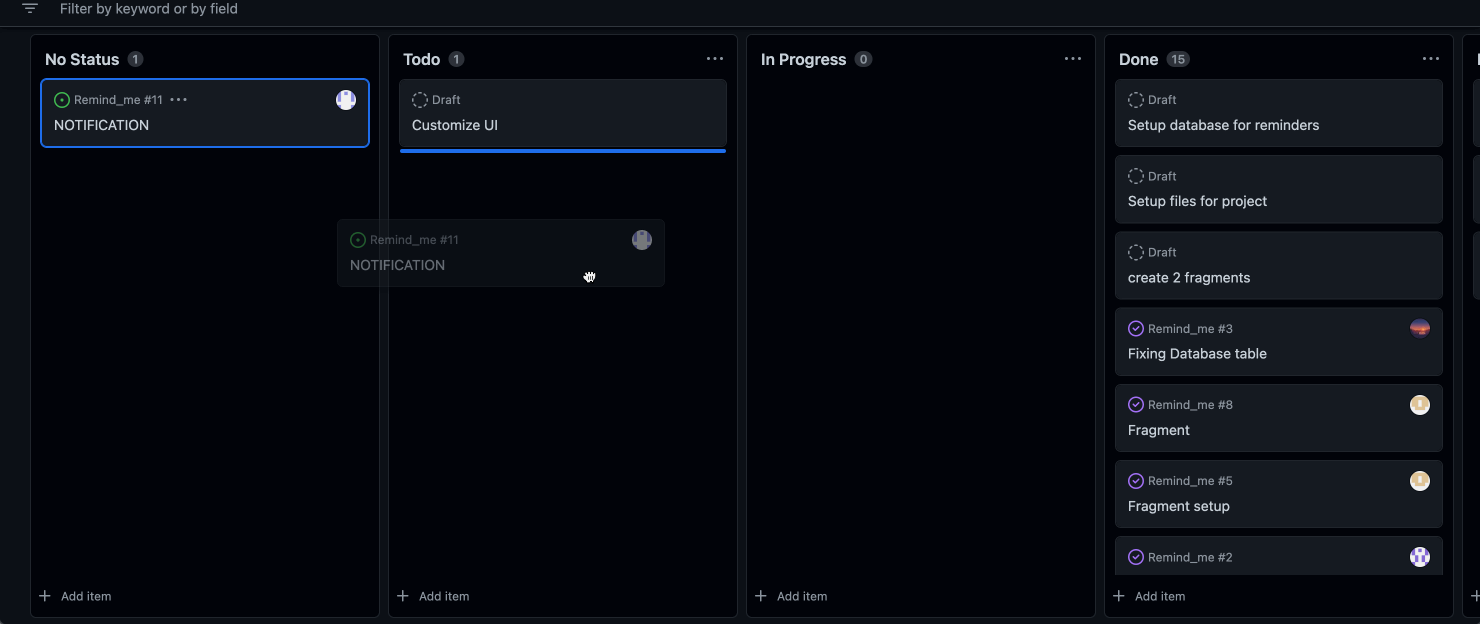 Filter by keyword or by field
No Status 1
Remind_me #11
NOTIFICATION
Add item
Todo 1
Draft
Customize UI
Remind_me #11
NOTIFICATION
Add item
In Progress 0
Add item
Done 15
Draft
Setup database for reminders
Draft
Setup files for project
Draft
create 2 fragments
Remind_me #3
Fixing Database table
Remind_me #8
Fragment
Remind_me #5
Fragment setup
Remind_me #2
Add item